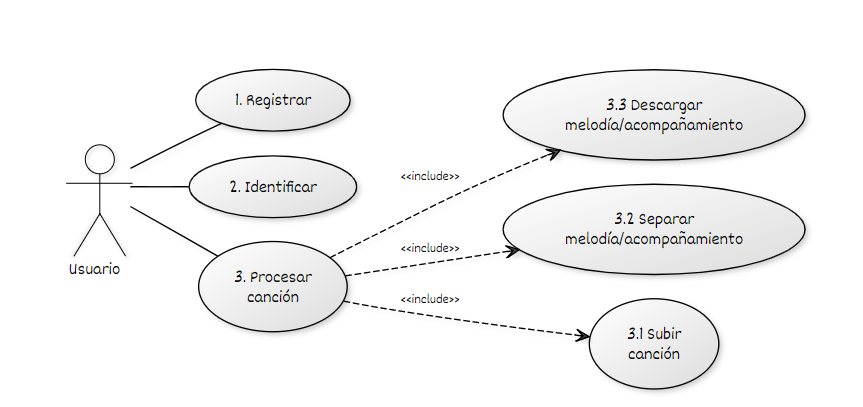 1. Registrar
2. Identificar
Usuario
3. Procesar
canción
<<include>>
<<include>>
<<include>>
3.3 Descargar
melodía/acompañamiento
3.2 Separar
melodía/acompañamiento
3.1 Subir
canción